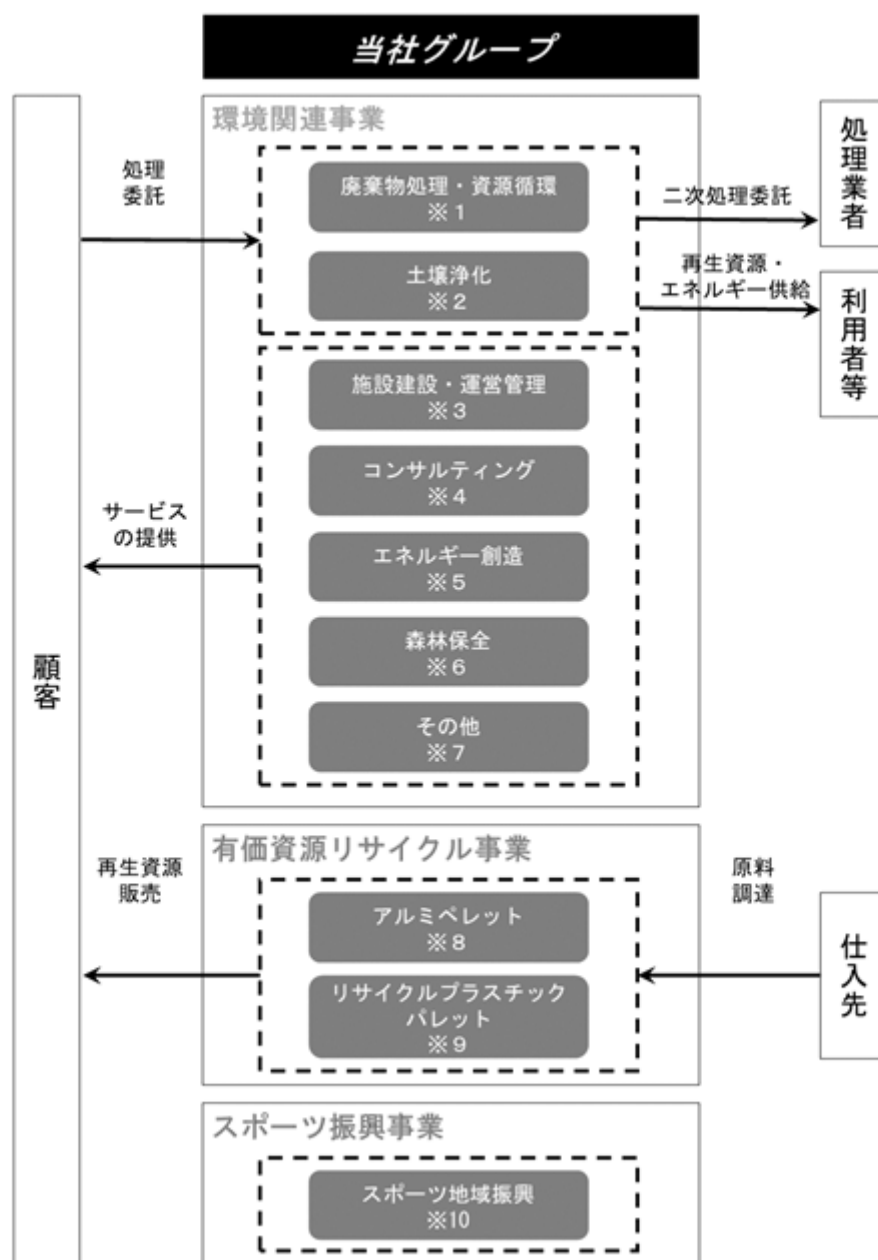 当社グループ
環境関連事業
処理
委託
廃棄物処理・資源循環
※1
土壌浄化
※2
二次処理委託
処理業者
再生資源・
エネルギー供給
利用者等
施設建設・運営管理
※3
コンサルティング
※4
エネルギー創造
※5
森林保全
※6
その他
※7
サービス
の提供
顧客
有価資源リサイクル事業
再生資源
販売
アルミペレット
※8
リサイクルプラスチック
パレット
※9
原料
調達
仕入先
スポーツ振興事業
スポーツ地域振興
※10